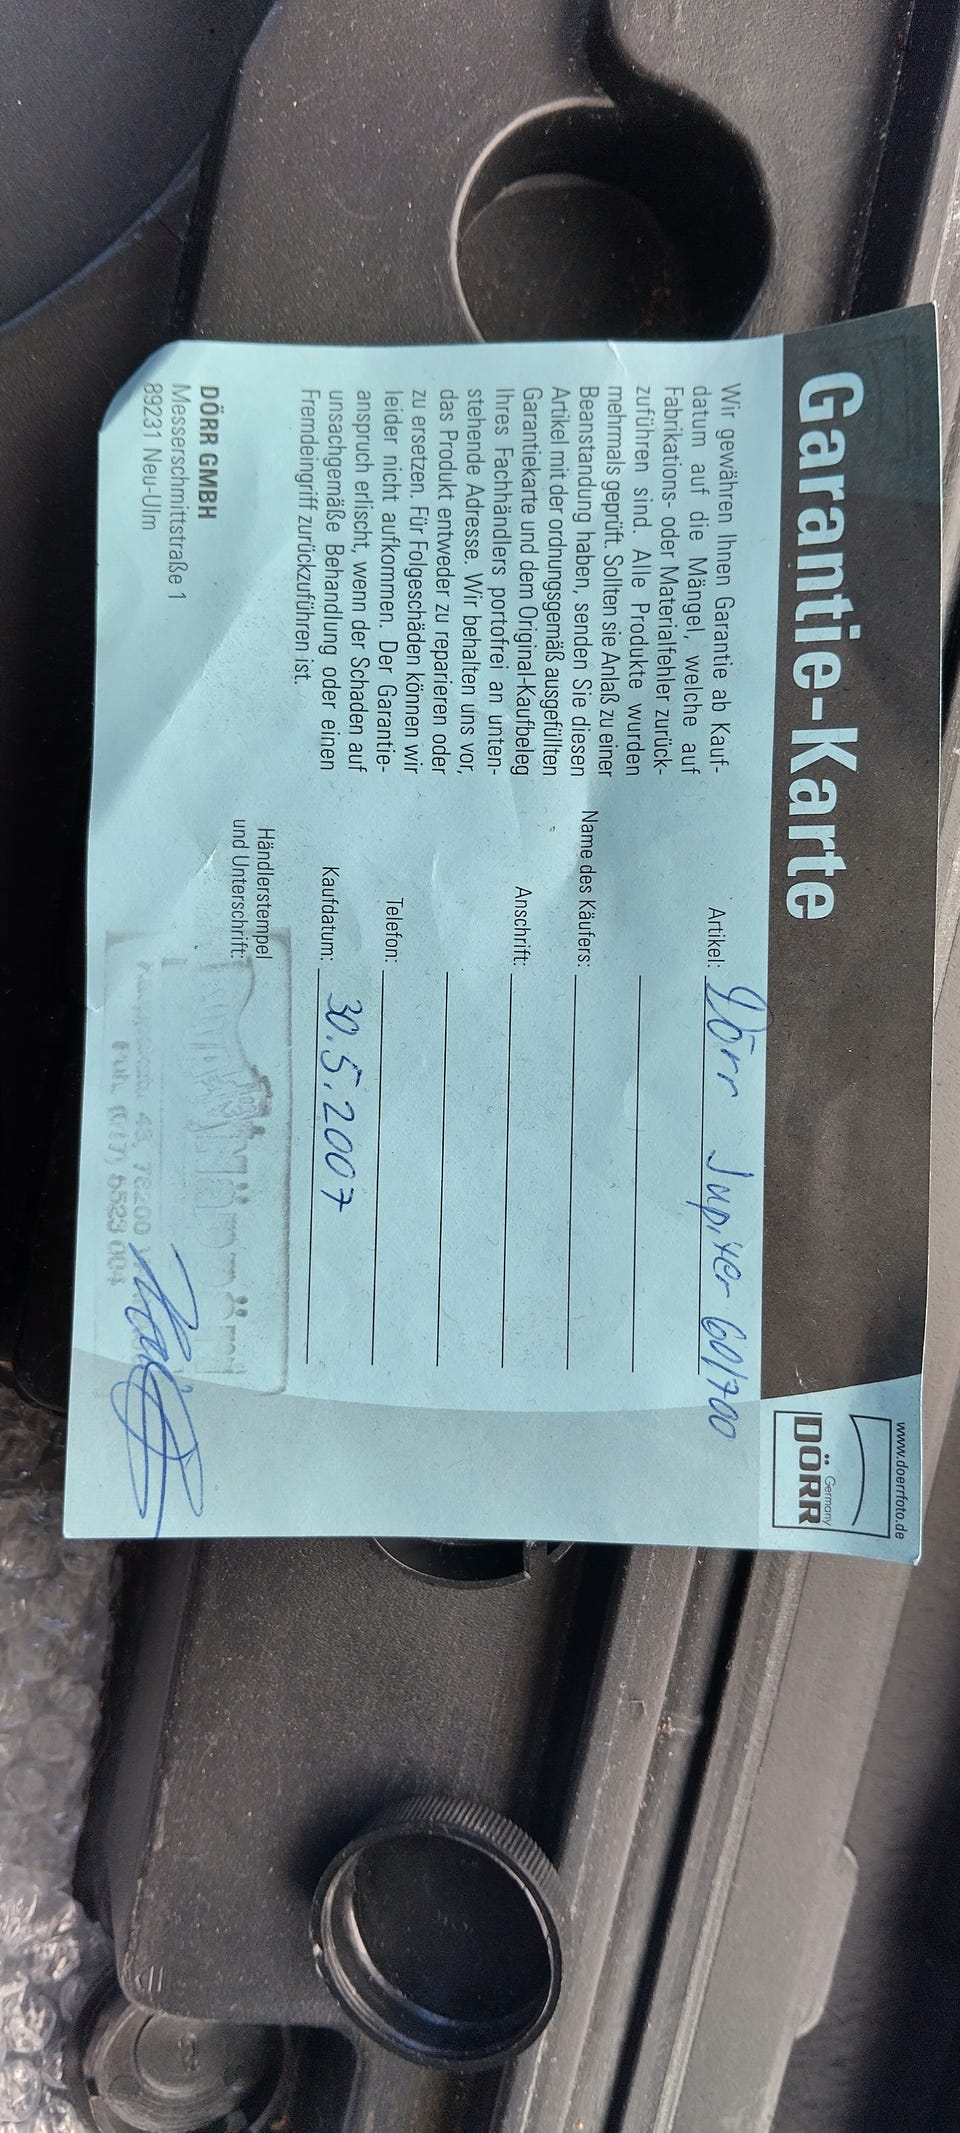 Garantie-Karte
www.doerrfoto.de
Germany
DÖRR
Wir gewähren Ihnen Garantie ab Kauf-
datum auf die Mängel, welche auf
Fabrikations- oder Materialfehler zurück-
zuführen sind. Alle Produkte wurden
mehrmals geprüft. Sollten sie Anlaß zu einer
Beanstandung haben, senden Sie diesen
Artikel mit der ordnungsgemäß ausgefüllten
Garantiekarte und dem Original-Kaufbeleg
Ihres Fachhändlers portofrei an unten-
stehende Adresse. Wir behalten uns vor,
das Produkt entweder zu reparieren oder
zu ersetzen. Für Folgeschäden können wir
leider nicht aufkommen. Der Garantie-
anspruch erlischt, wenn der Schaden auf
unsachgemäße Behandlung oder einen
Fremdeingriff zurückzuführen ist.
DÖRR GMBH
Messerschmittstraße 1
89231 Neu-Ulm
Artikel: Dörr Jupiter 60/700
Name des Käufers:
Anschrift:
Telefon:
Kaufdatum: 30.5.2007
Händlerstempel
und Unterschrift:
48, 78200
6523 004